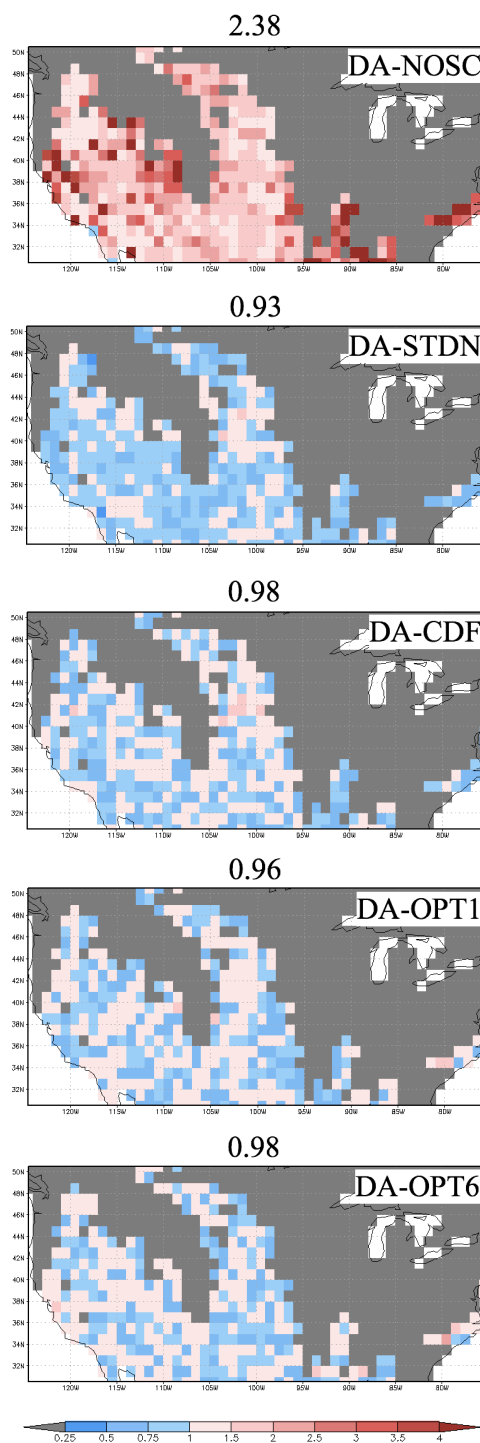 2.38
DA-NOSC
50N
48N
46N
44N
42N
40N
38N
36N
34N
32N
120W 115W 110W 105W 100W 95W 90W 85W 80W
0.93
DA-STDN
50N
48N
46N
44N
42N
40N
38N
36N
34N
32N
120W 115W 110W 105W 100W 95W 90W 85W 80W
0.98
DA-CDF
50N
48N
46N
44N
42N
40N
38N
36N
34N
32N
120W 115W 110W 105W 100W 95W 90W 85W 80W
0.96
DA-OPT1
50N
48N
46N
44N
42N
40N
38N
36N
34N
32N
120W 115W 110W 105W 100W 95W 90W 85W 80W
0.98
DA-OPT6
50N
48N
46N
44N
42N
40N
38N
36N
34N
32N
120W 115W 110W 105W 100W 95W 90W 85W 80W
0.25 0.5 0.75 1 1.5 2 2.5 3 3.5 4